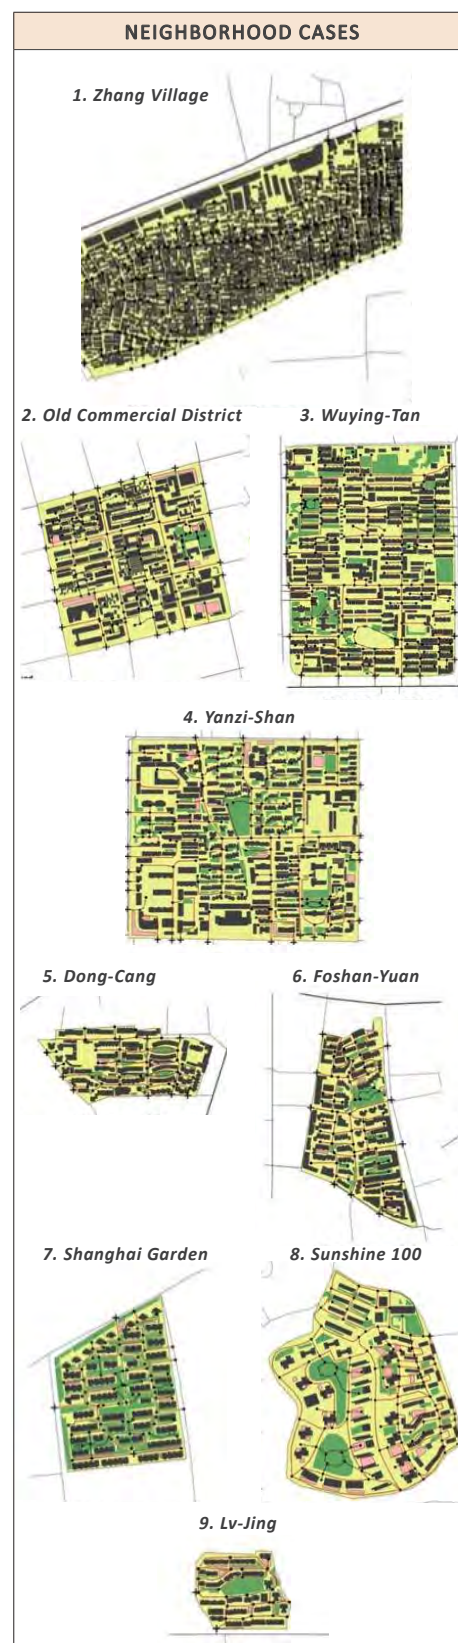 NEIGHBORHOOD CASES
1. Zhang Village
2. Old Commercial District
3. Wuying-Tan
4. Yanzi-Shan
5. Dong-Cang
6. Foshan-Yuan
7. Shanghai Garden
8. Sunshine 100
9. Lv-Jing